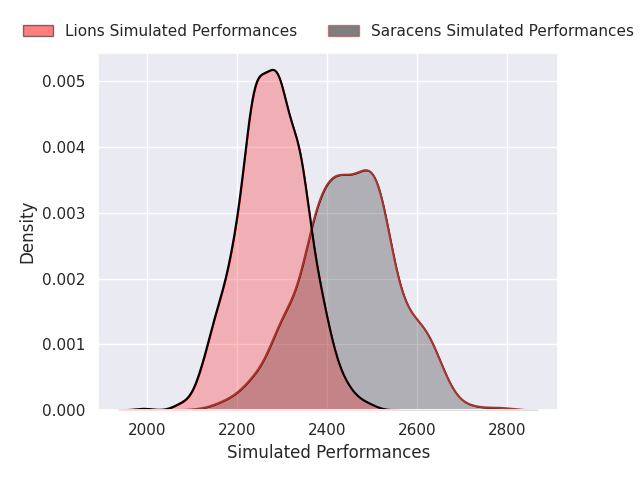 Lions Simulated Performances
Saracens Simulated Performances
0.005
0.004
0.003
0.002
0.001
0.000
Density
2000
2200
2400
2600
2800
Simulated Performances